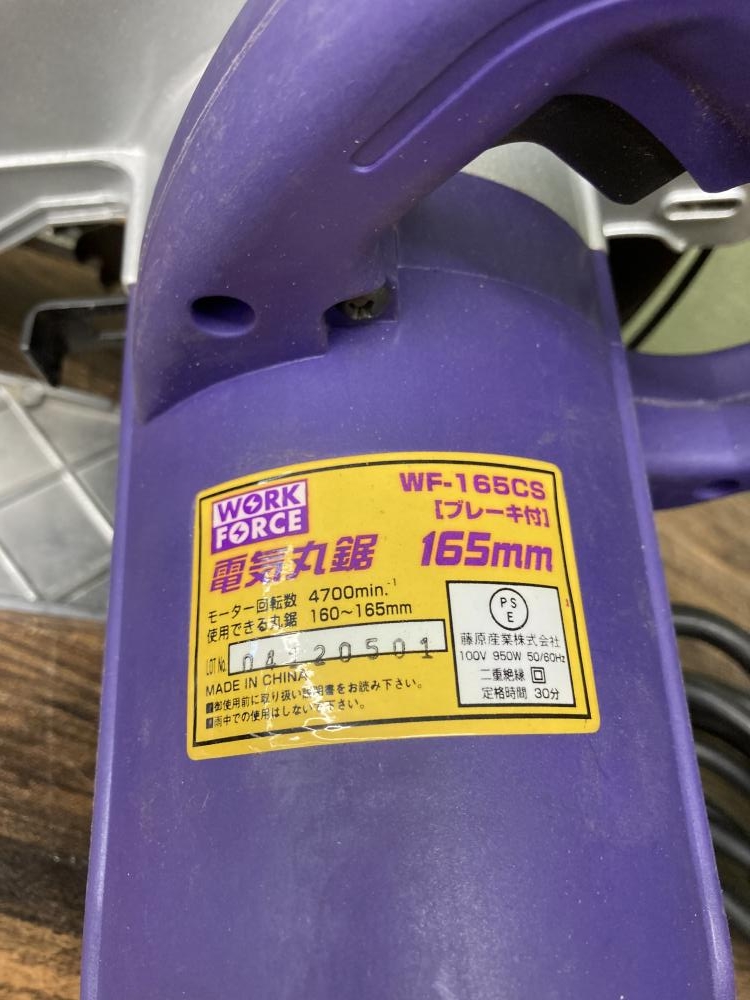 WORK FORCE
WF-165CS
[ブレーキ付]
電気丸鋸 165mm
モーター回転数 4700min.-1
使用できる丸鋸 160～165mm
LOT No. 04120501
MADE IN CHINA
御使用前に取り扱い説明書をお読み下さい。
雨中での使用はしないで下さい。
PS
E
藤原産業株式会社
100V 950W 50/60Hz
二重絶縁 回
定格時間 30分